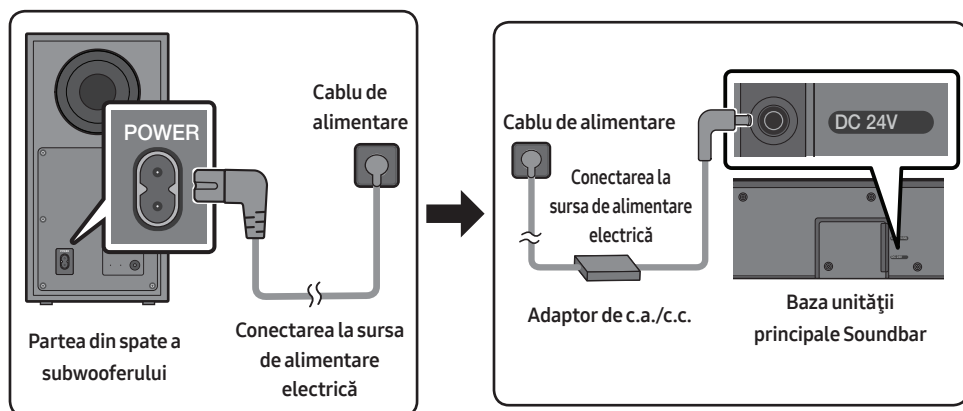 POWER
Cablu de
alimentare
Partea din spate a
subwooferului
Conectarea la sursa
de alimentare
electrică
Cablu de alimentare
Conectarea la
sursa de alimentare
electrică
Adaptor de c.a./c.c.
DC 24V
Baza unităţii
principale Soundbar